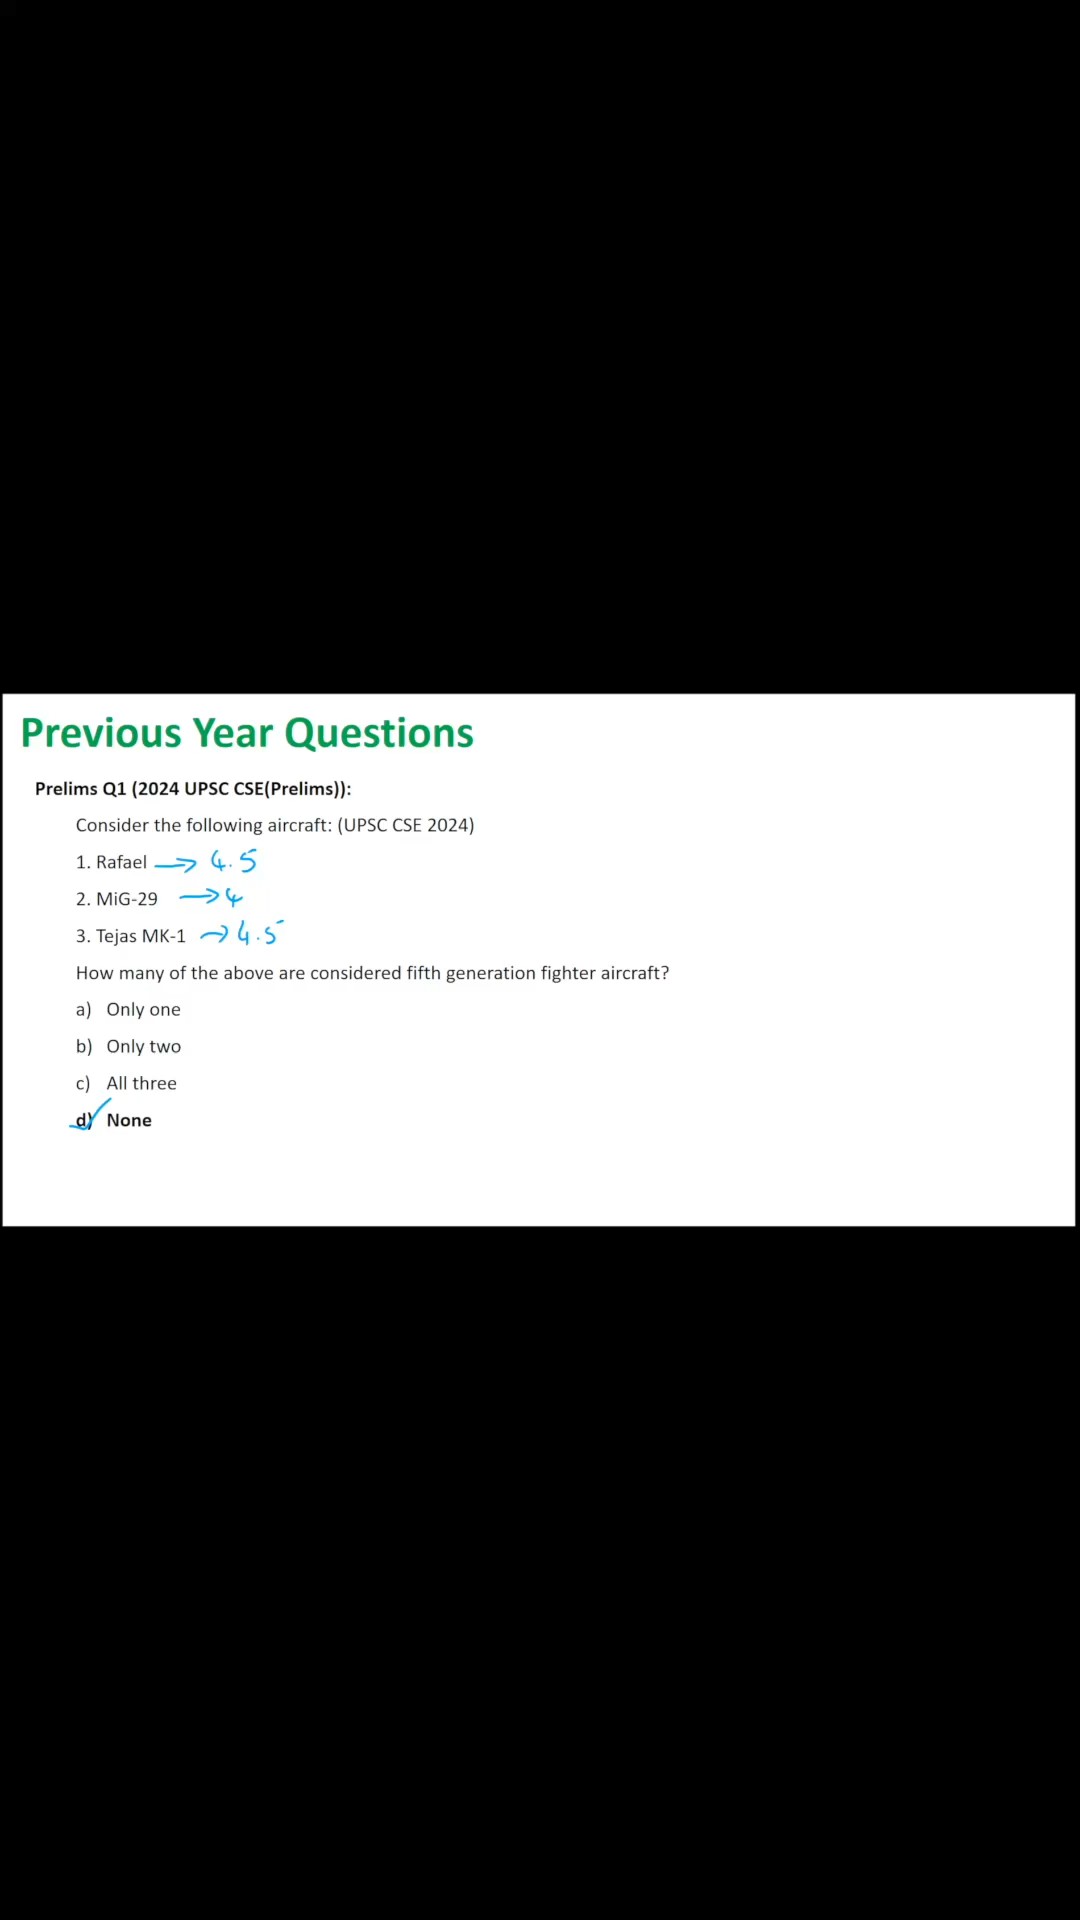 Previous Year Questions
Prelims Q1 (2024 UPSC CSE(Prelims)):
Consider the following aircraft: (UPSC CSE 2024)
1. Rafael → 4.5
2. MiG-29 → 4
3. Tejas MK-1 → 4.5
How many of the above are considered fifth generation fighter aircraft?
a) Only one
b) Only two
c) All three
d) None